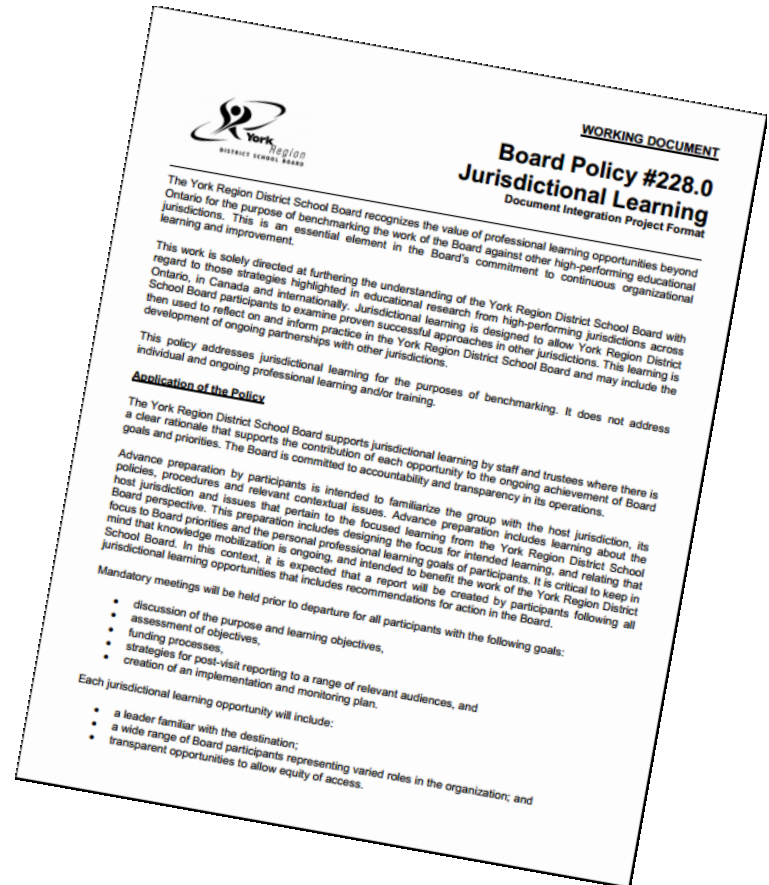 York
Region
DISTRICT SCHOOL BOARD
WORKING DOCUMENT
Board Policy #228.0
Jurisdictional Learning
Document Integration Project Format
The York Region District School Board recognizes the value of professional learning opportunities beyond
Ontario for the purpose of benchmarking the work of the Board against other high-performing educational
jurisdictions. This is an essential element in the Board's commitment to continuous organizational
learning and improvement.
This work is solely directed at furthering the understanding of the York Region District School Board with
regard to those strategies highlighted in educational research from high-performing jurisdictions across
Ontario, in Canada and internationally. Jurisdictional learning is designed to allow York Region District
School Board participants to examine proven successful approaches in other jurisdictions. This learning is
then used to reflect on and inform practice in the York Region District School Board and may include the
development of ongoing partnerships with other jurisdictions.
This policy addresses jurisdictional learning for the purposes of benchmarking. It does not address
individual and ongoing professional learning and/or training.
Application of the Policy
The York Region District School Board supports jurisdictional learning by staff and trustees where there is
a clear rationale that supports the contribution of each opportunity to the ongoing achievement of Board
goals and priorities. The Board is committed to accountability and transparency in its operations.
Advance preparation by participants is intended to familiarize the group with the host jurisdiction, its
policies, procedures and relevant contextual issues. Advance preparation includes learning about the
host jurisdiction and issues that pertain to the focused learning from the York Region District School
Board perspective. This preparation includes designing the focus for intended learning, and relating that
focus to Board priorities and the personal professional learning goals of participants. It is critical to keep in
mind that knowledge mobilization is ongoing, and intended to benefit the work of the York Region District
School Board. In this context, it is expected that a report will be created by participants following all
jurisdictional learning opportunities that includes recommendations for action in the Board.
Mandatory meetings will be held prior to departure for all participants with the following goals:
• discussion of the purpose and learning objectives,
• assessment of objectives,
• funding processes,
• strategies for post-visit reporting to a range of relevant audiences, and
• creation of an implementation and monitoring plan.
Each jurisdictional learning opportunity will include:
• a leader familiar with the destination;
• a wide range of Board participants representing varied roles in the organization; and
• transparent opportunities to allow equity of access.